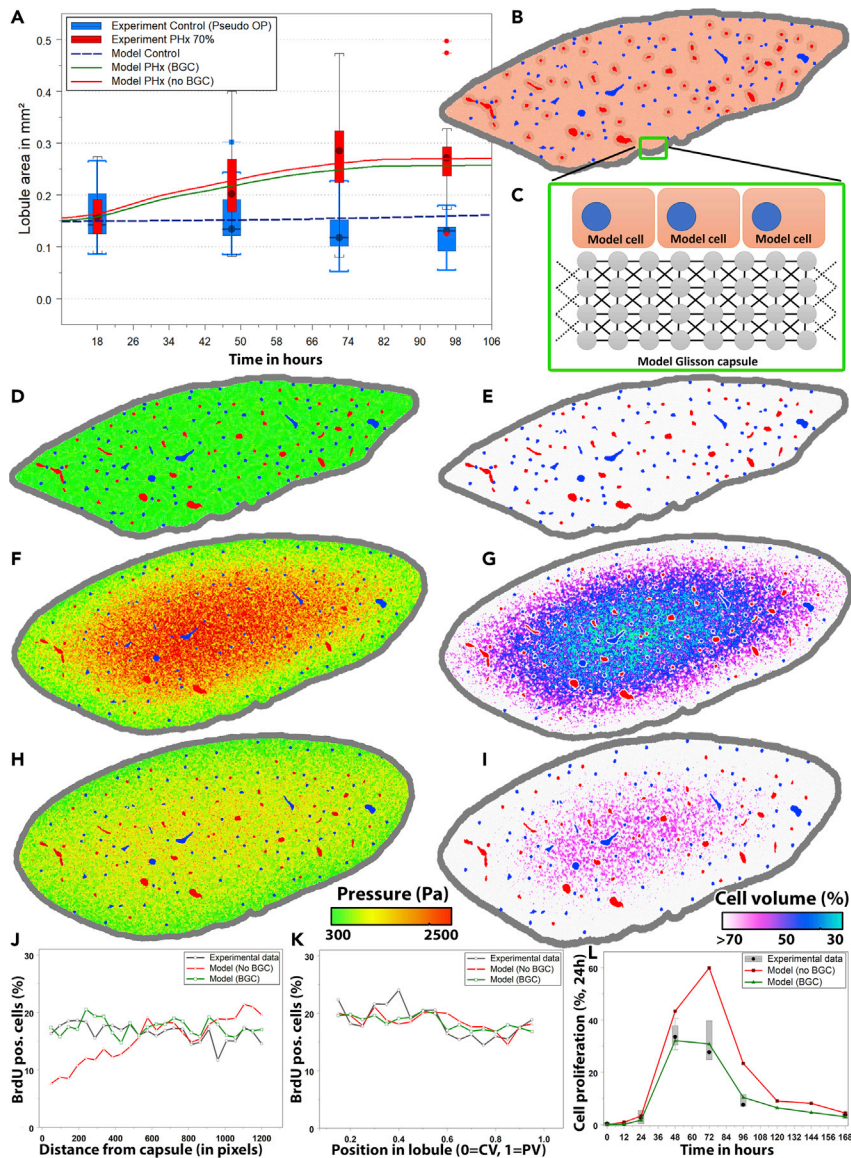 A
Experiment Control (Pseudo OP)
Experiment PHx 70%
Model Control
Model PHx (BGC)
Model PHx (no BGC)
Lobule area in mm²
0.5
0.4
0.3
0.2
0.1
0.0
18 26 34 42 50 58 66 74 82 90 98 106
Time in hours
B
C
Model cell Model cell Model cell
Model Glisson capsule
D
E
F
G
H
I
Pressure (Pa)
300 2500
Cell volume (%)
>70 50 30
J
Experimental data
Model (No BGC)
Model (BGC)
BrdU pos. cells (%)
30
20
10
0
0 200 400 600 800 1000 1200
Distance from capsule (in pixels)
K
Experimental data
Model (No BGC)
Model (BGC)
BrdU pos. cells (%)
30
20
10
0
0.2 0.4 0.6 0.8 1.0
Position in lobule (0=CV, 1=PV)
L
Experimental data
Model (no BGC)
Model (BGC)
Cell proliferation (%, 24h)
60
40
20
0
0 12 24 36 48 60 72 84 96 108 120 132 144 156 168
Time in hours